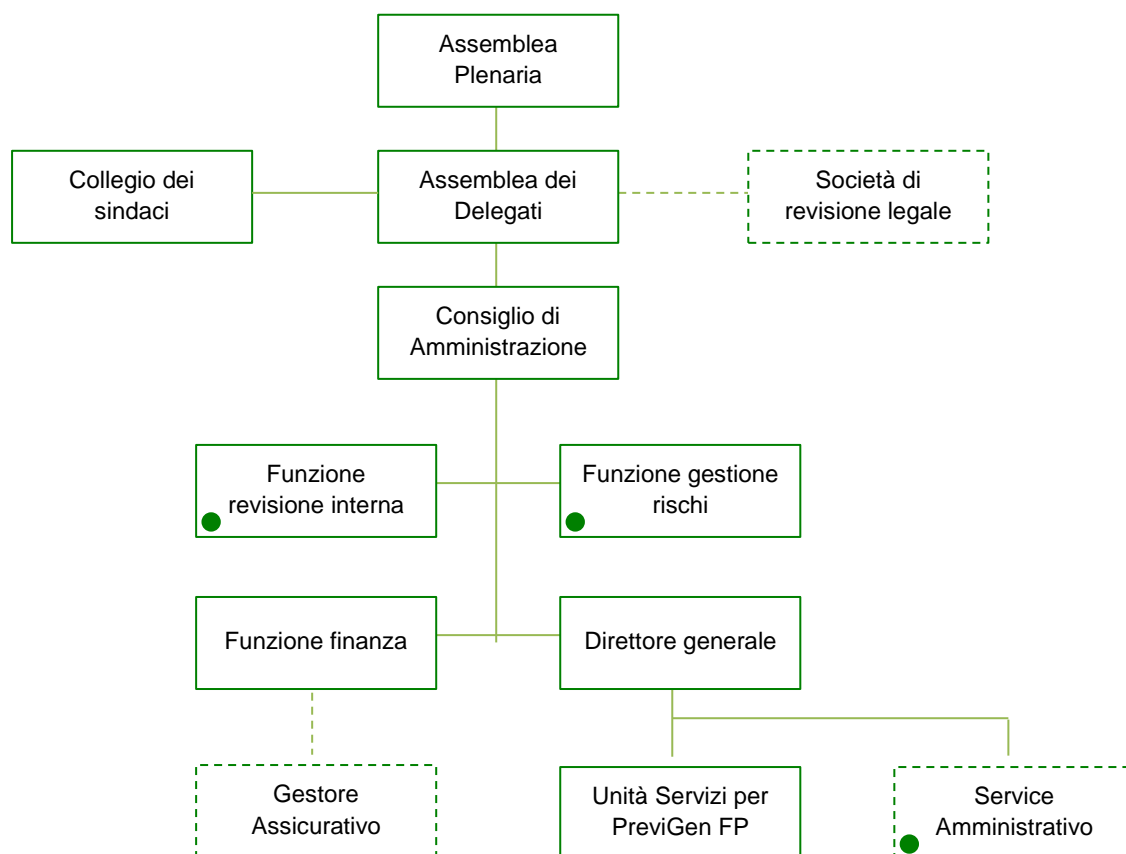 Assemblea
Plenaria
Collegio dei
sindaci
Assemblea dei
Delegati
Società di
revisione legale
Consiglio di
Amministrazione
Funzione
revisione interna
Funzione gestione
rischi
Funzione finanza
Direttore generale
Gestore
Assicurativo
Unità Servizi per
PreviGen FP
Service
Amministrativo